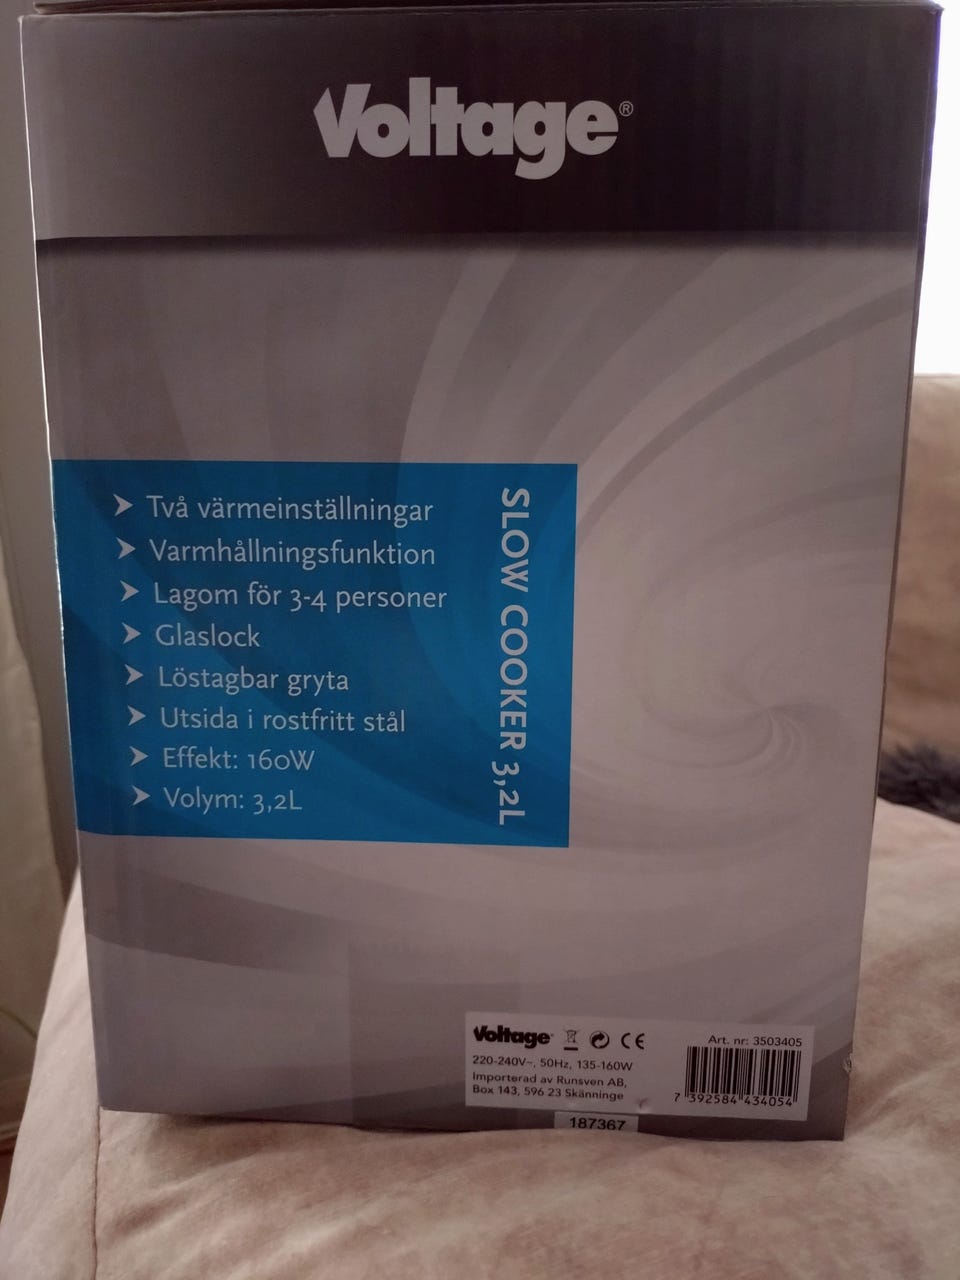 Voltage®
Två värmeinställningar
Varmhållningsfunktion
Lagom för 3-4 personer
Glaslock
Löstagbar gryta
Utsida i rostfritt stål
Effekt: 160W
Volym: 3,2L
SLOW COOKER 3,2L
Voltage CE
Art. nr: 3503405
220-240V~, 50Hz, 135-160W
Importerad av Runsven AB,
Box 143, 596 23 Skänninge
7 392584 434054
187367